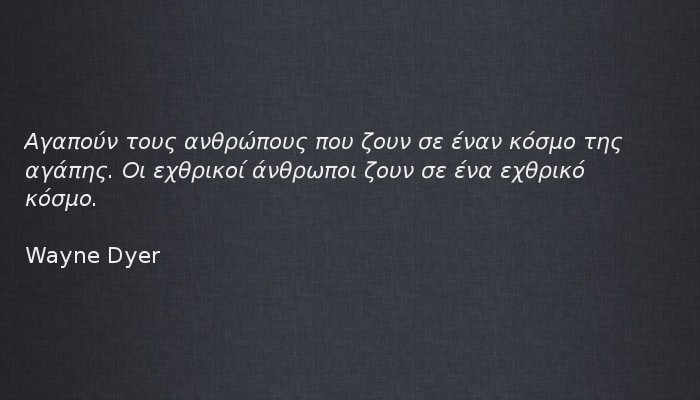 Αγαπούν τους ανθρώπους που ζουν σε έναν κόσμο της
αγάπης. Οι εχθρικοί άνθρωποι ζουν σε ένα εχθρικό
κόσμο.
Wayne Dyer